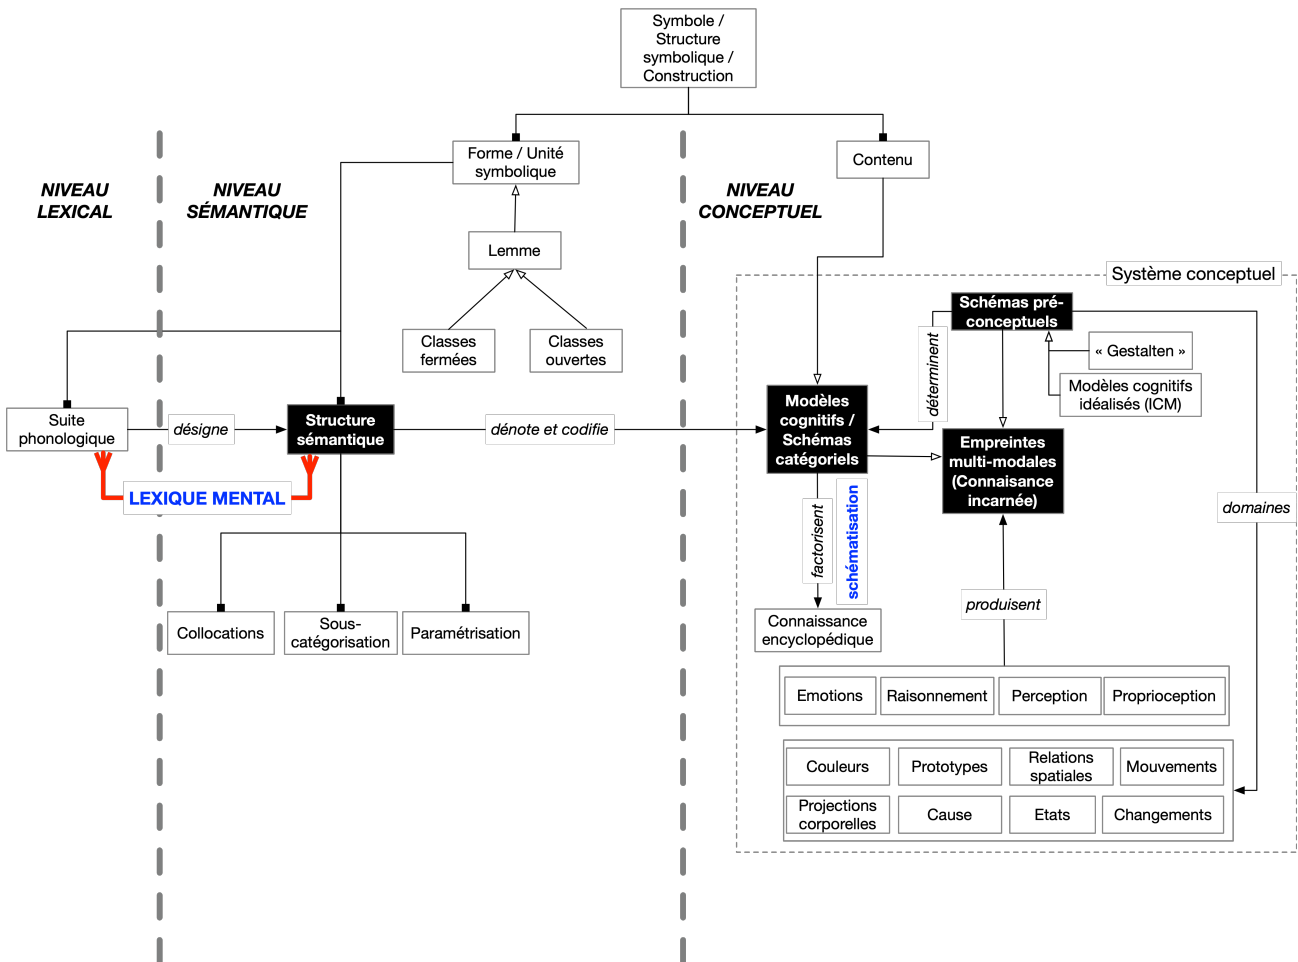 Symbole /
Structure
symbolique /
Construction
Forme / Unité
symbolique
Contenu
NIVEAU
LEXICAL
NIVEAU
SÉMANTIQUE
NIVEAU
CONCEPTUEL
Lemme
Système conceptuel
Classes
fermées
Classes
ouvertes
Schémas pré-
conceptuels
« Gestalten »
Modèles cognitifs
idéalisés (ICM)
déterminent
Suite
phonologique
désigne
Structure
sémantique
dénote et codifie
Modèles
cognitifs /
Schémas
catégoriels
Empreintes
multi-modales
(Connaisance
incarnée)
LEXIQUE MENTAL
domaines
factorisent
schématisation
produisent
Collocations
Sous-
catégorisation
Paramétrisation
Connaissance
encyclopédique
Emotions
Raisonnement
Perception
Proprioception
Couleurs
Prototypes
Relations
spatiales
Mouvements
Projections
corporelles
Cause
Etats
Changements